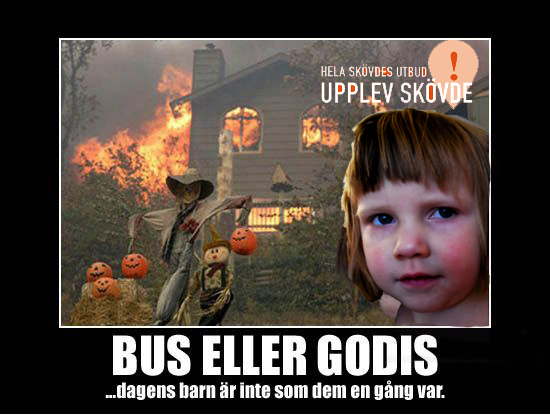 HELA SKÖVDES UTBUD
UPPLEV SKÖVDE
!
BUS ELLER GODIS
...dagens barn är inte som dem en gång var.